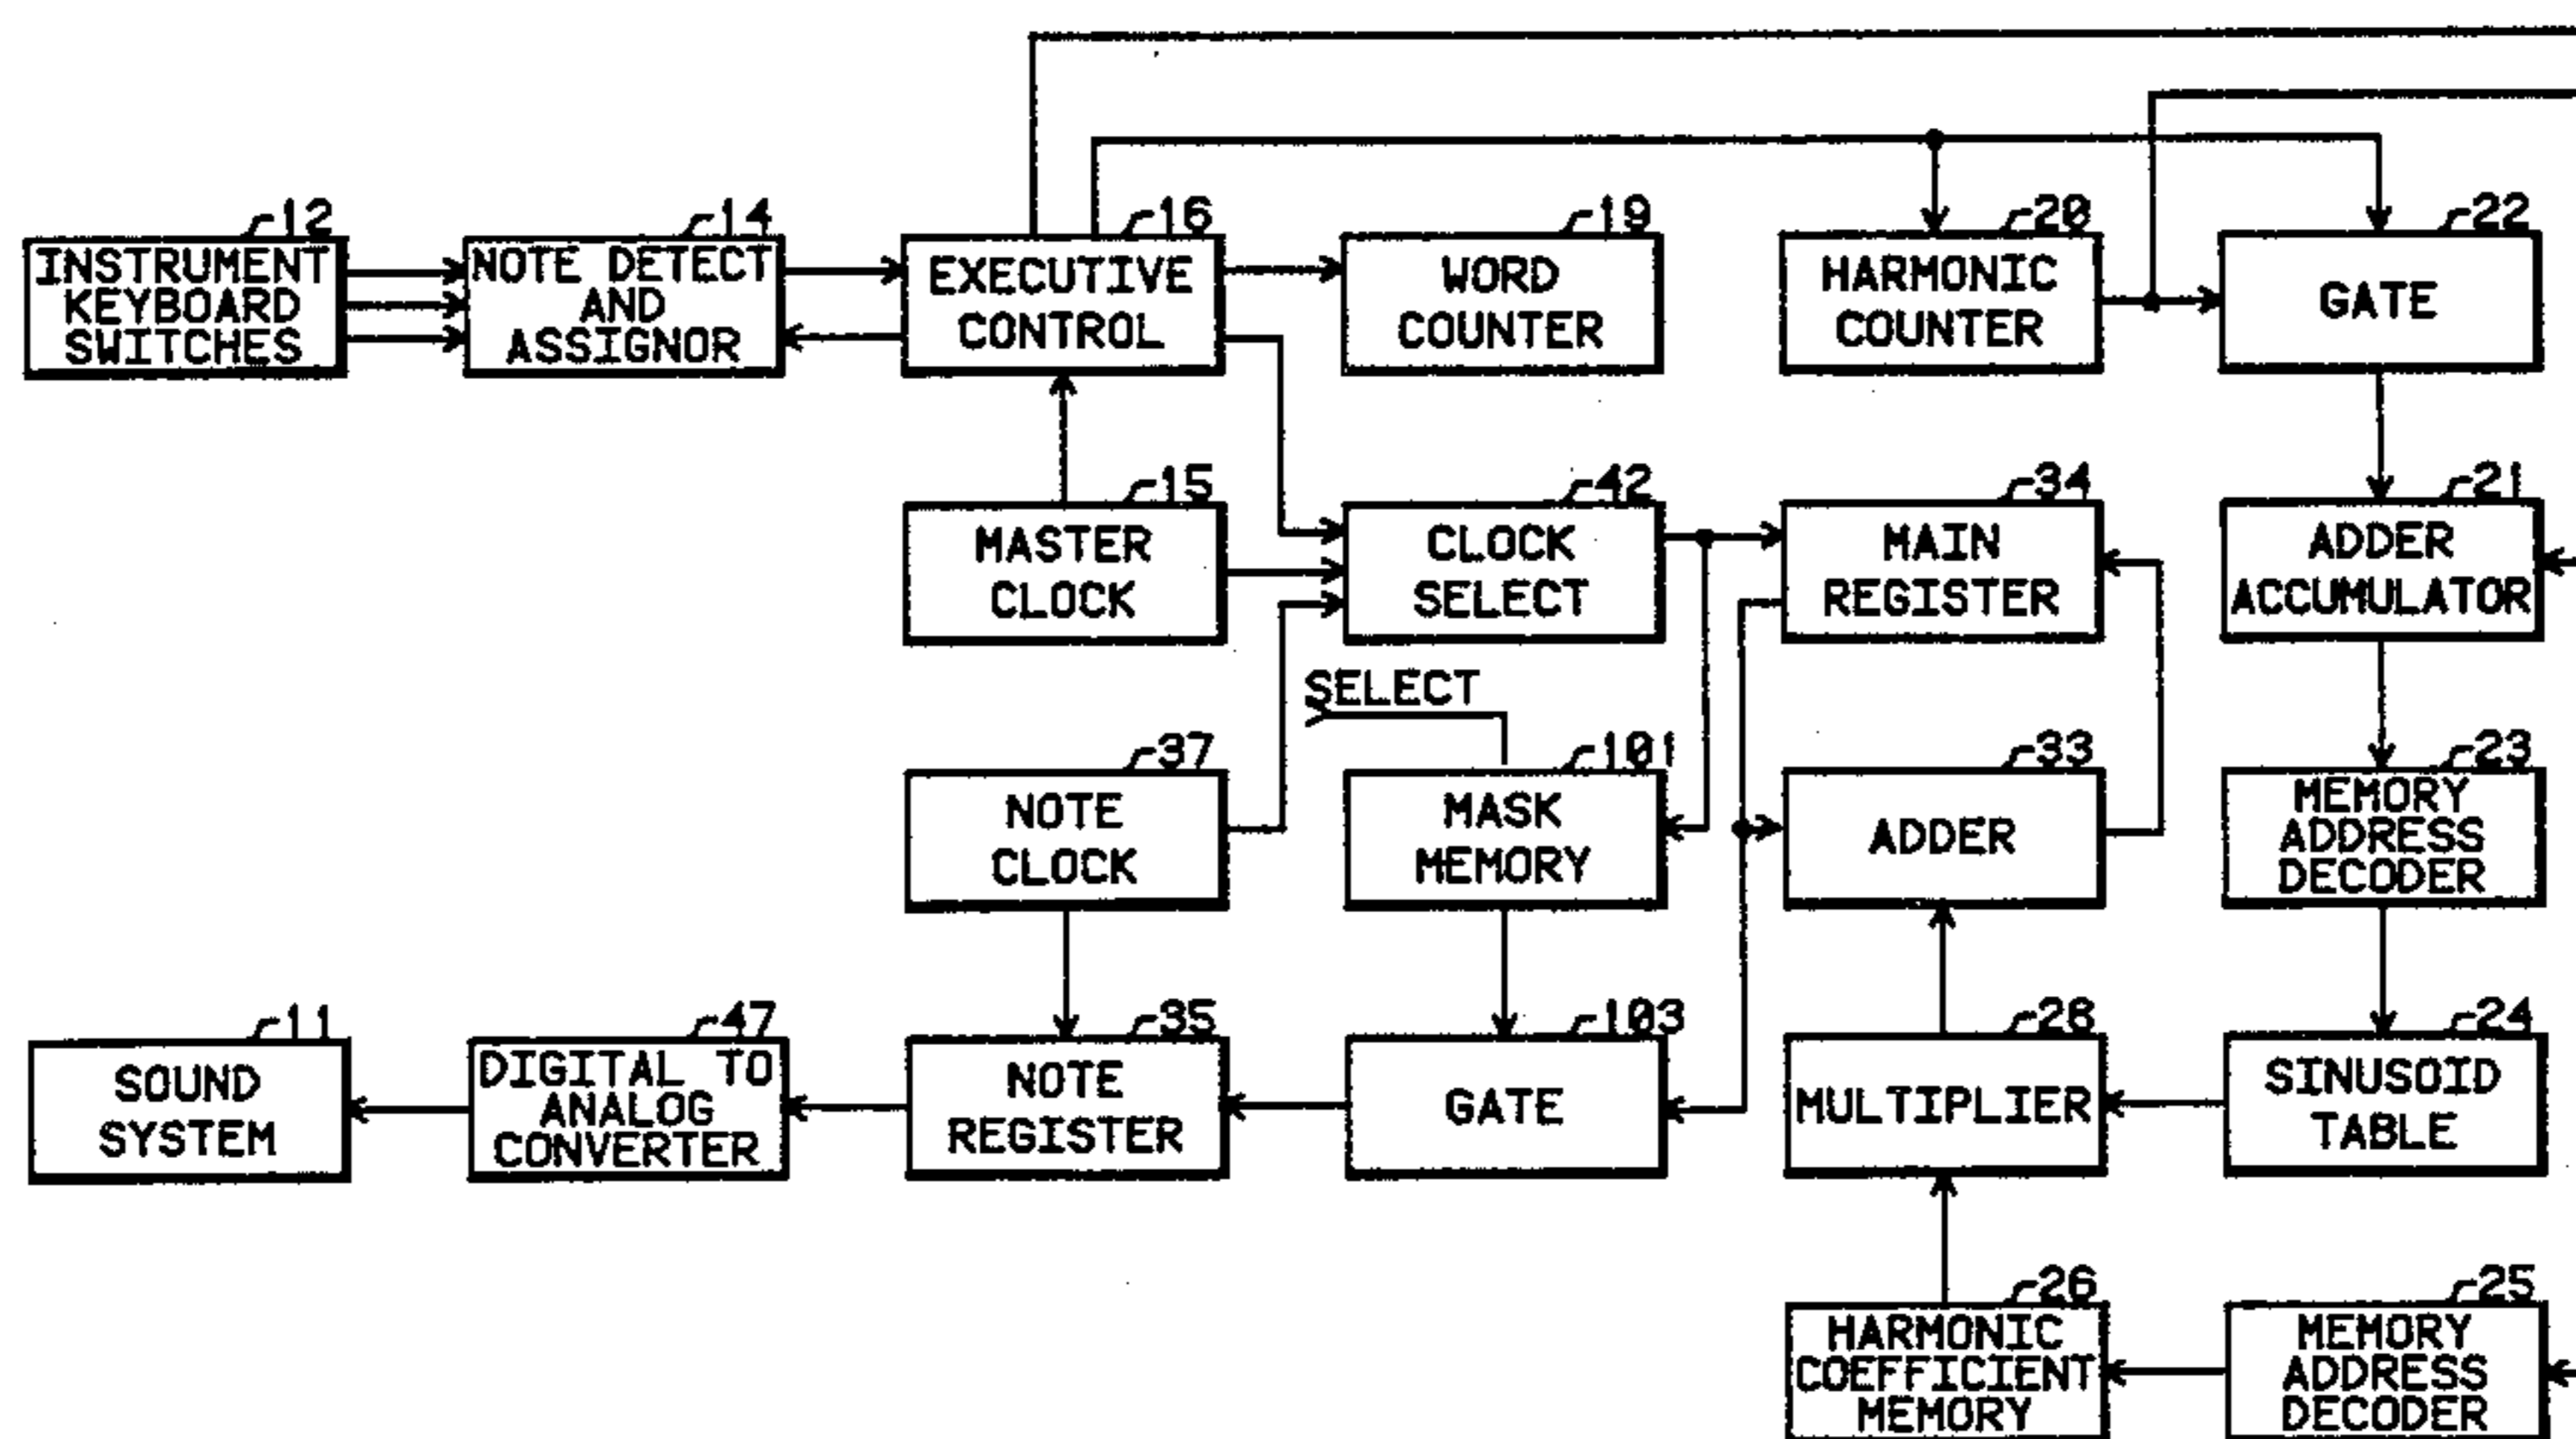 12
INSTRUMENT
KEYBOARD
SWITCHES
14
NOTE DETECT
AND
ASSIGNOR
16
EXECUTIVE
CONTROL
19
WORD
COUNTER
20
HARMONIC
COUNTER
22
GATE
15
MASTER
CLOCK
42
CLOCK
SELECT
34
MAIN
REGISTER
21
ADDER
ACCUMULATOR
SELECT
37
NOTE
CLOCK
101
MASK
MEMORY
33
ADDER
23
MEMORY
ADDRESS
DECODER
11
SOUND
SYSTEM
47
DIGITAL TO
ANALOG
CONVERTER
35
NOTE
REGISTER
103
GATE
28
MULTIPLIER
24
SINUSOID
TABLE
26
HARMONIC
COEFFICIENT
MEMORY
25
MEMORY
ADDRESS
DECODER